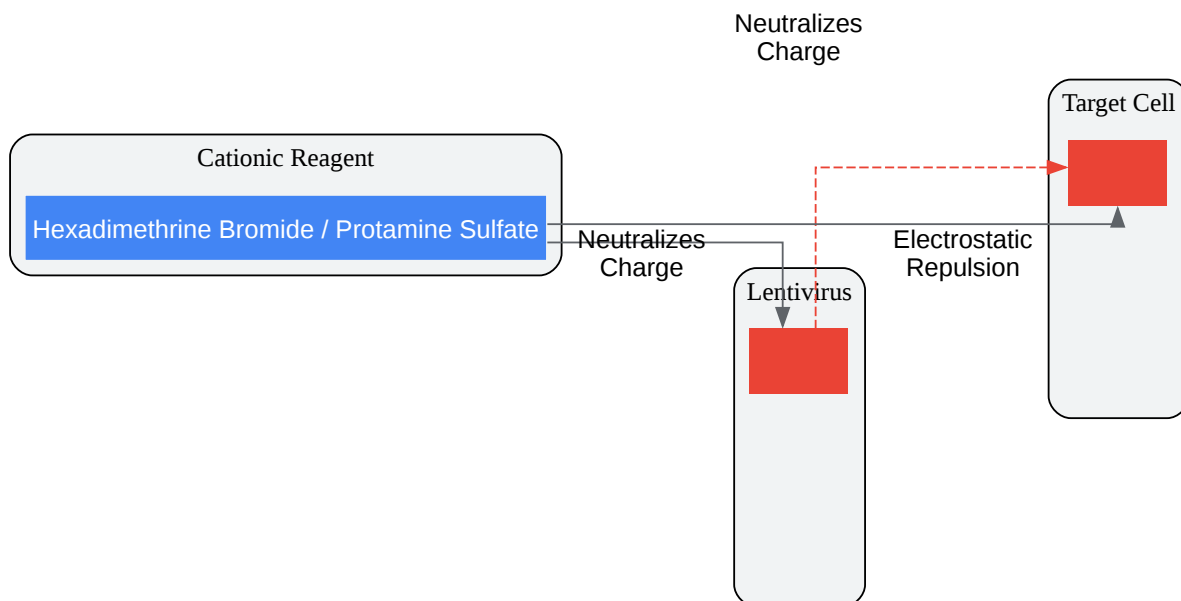 Neutralizes
Charge
Target Cell
Cationic Reagent
Hexadimethrine Bromide / Protamine Sulfate
Neutralizes
Charge
Electrostatic
Repulsion
Lentivirus